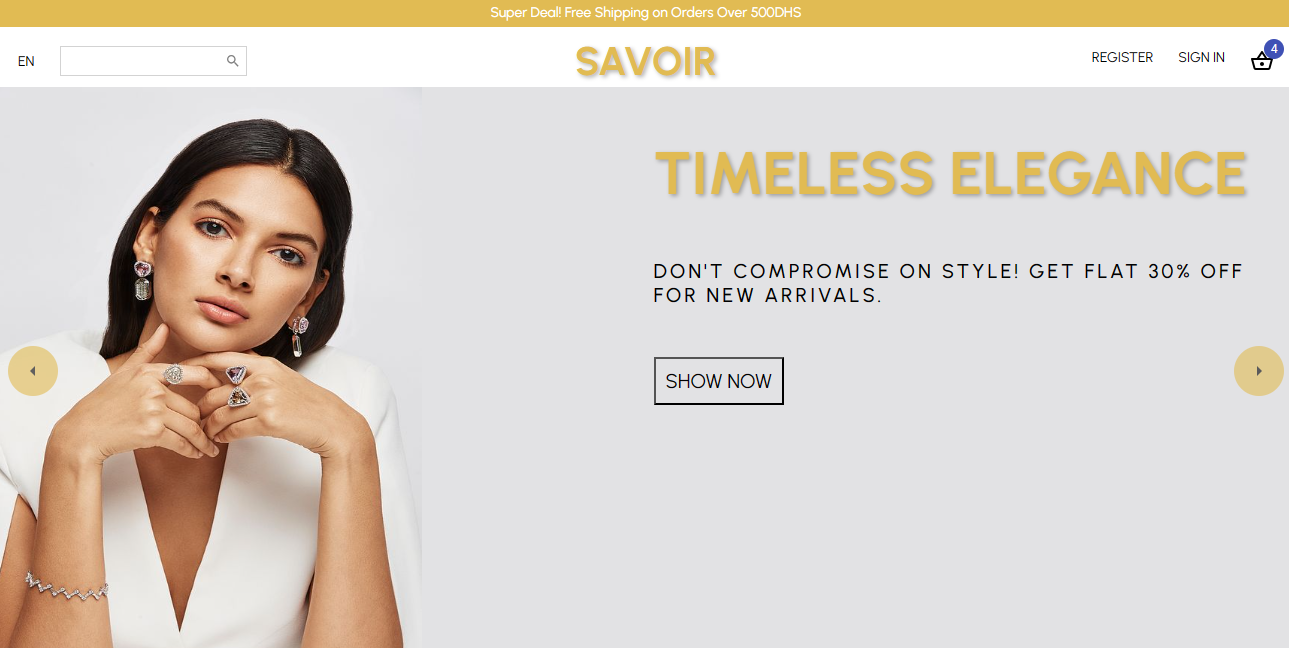 Super Deal! Free Shipping on Orders Over 500DHS
EN
SAVOIR
REGISTER
SIGN IN
4
TIMELESS ELEGANCE
DON'T COMPROMISE ON STYLE! GET FLAT 30% OFF
FOR NEW ARRIVALS.
SHOW NOW